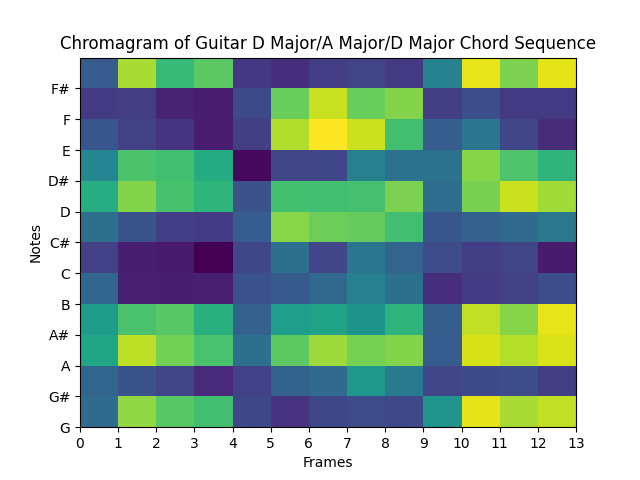 Chromagram of Guitar D Major/A Major/D Major Chord Sequence
F#
F
E
D#
D
C#
C
B
A#
A
G#
G
Notes
0 1 2 3 4 5 6 7 8 9 10 11 12 13
Frames